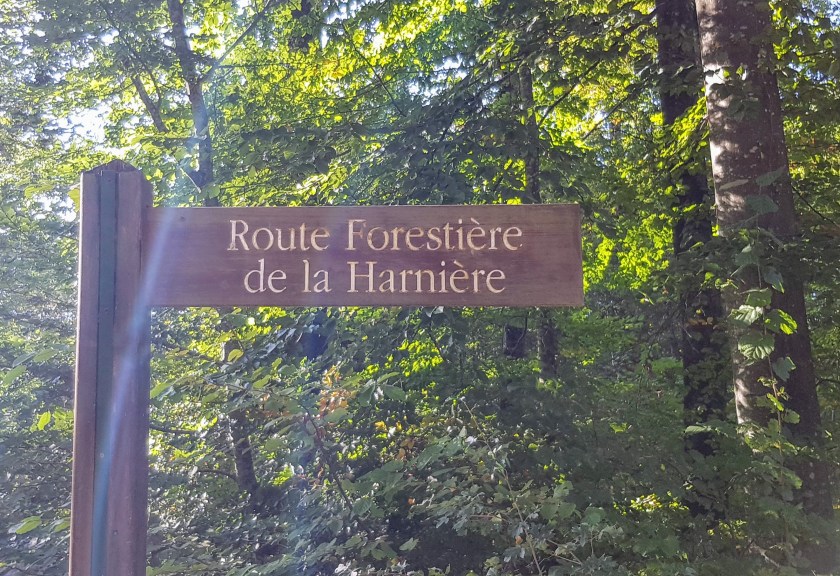 Route Forestière
de la Harnière